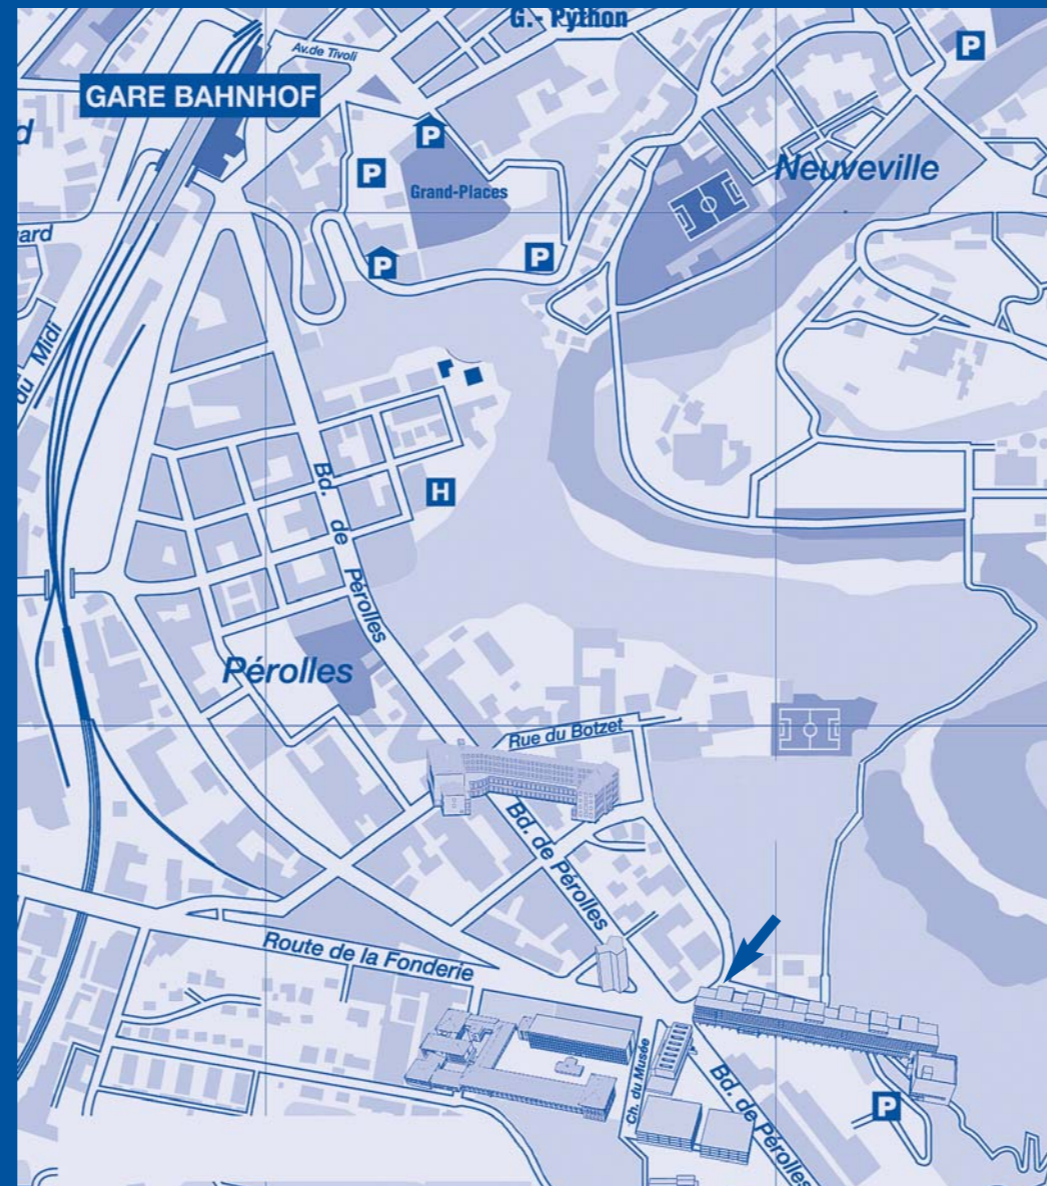 G.- Python
Av.de Tivoli
P
GARE BAHNHOF
P
d
P
Neuveville
Grand-Places
ard
P
P
du Midi
Bd. de Pérolles
H
Pérolles
Rue du Botzet
Bd. de Pérolles
Route de la Fonderie
Ch. du Musée
Bd. de Pérolles
P